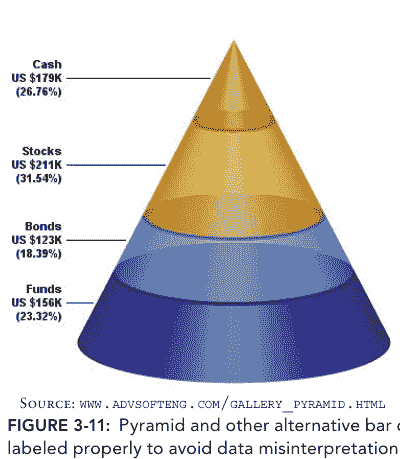 Cash
US $179K
(26.76%)
Stocks
US $211K
(31.54%)
Bonds
US $123K
(18.39%)
Funds
US $156K
(23.32%)
SOURCE: WWW.ADVSOFTENG.COM/GALLERY_PYRAMID.HTML
FIGURE 3-11: Pyramid and other alternative bar
labeled properly to avoid data misinterpretation